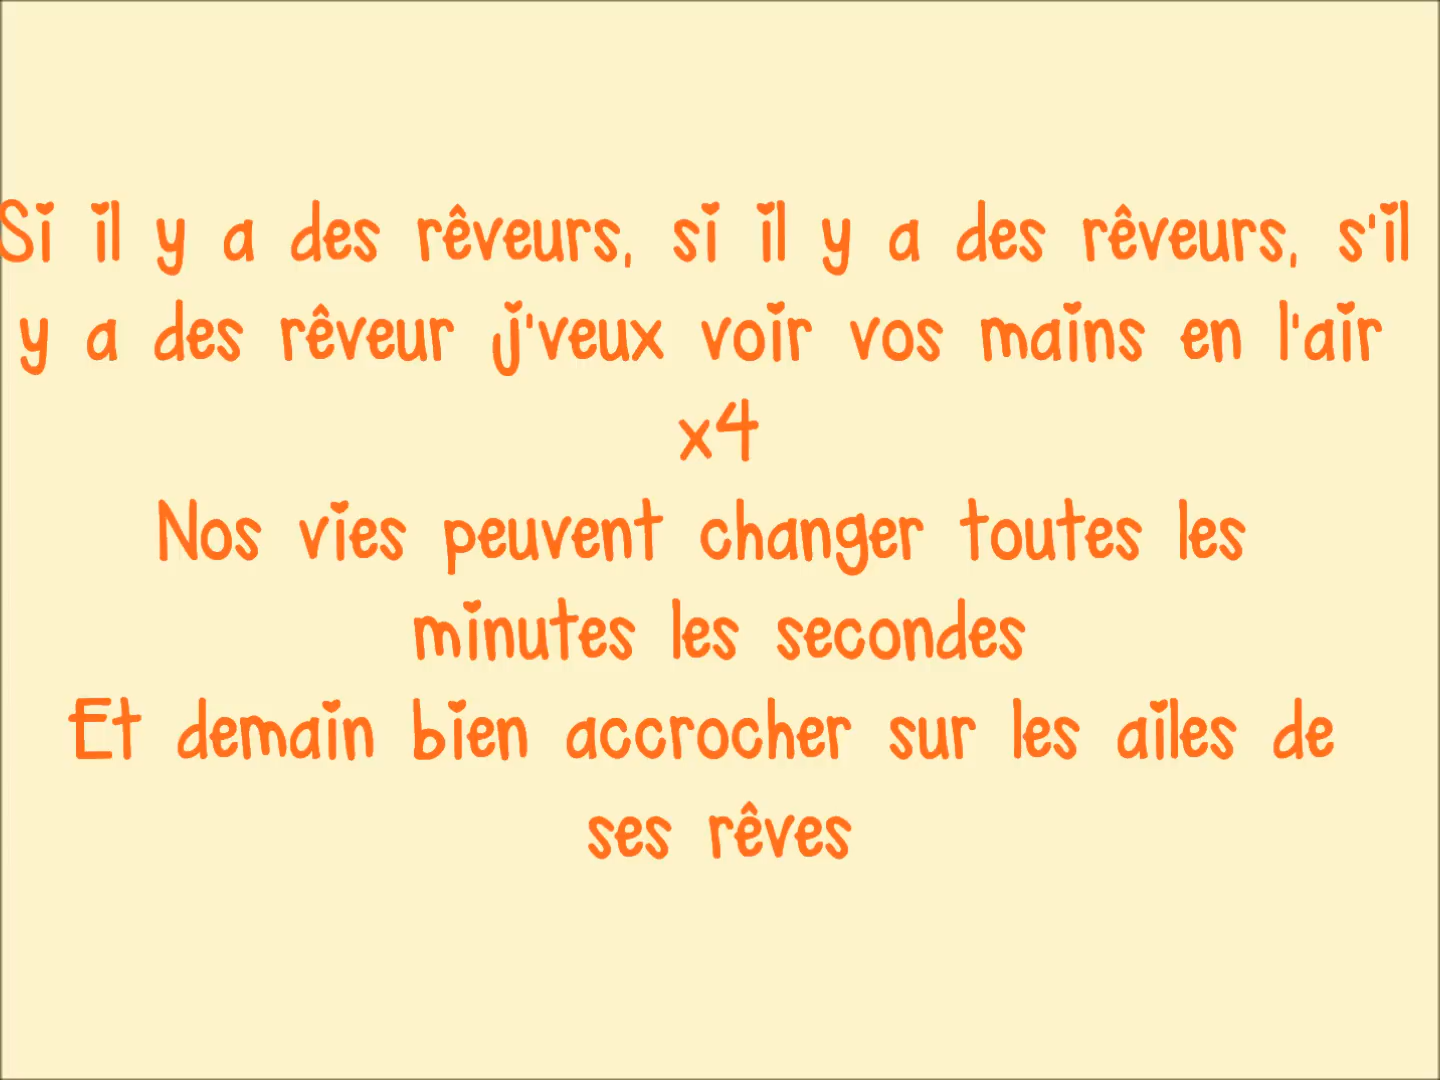 Si il y a des rêveurs, si il y a des rêveurs, s'il
y a des rêveur j'veux voir vos mains en l'air
x4
Nos vies peuvent changer toutes les
minutes les secondes
Et demain bien accrocher sur les ailes de
ses rêves